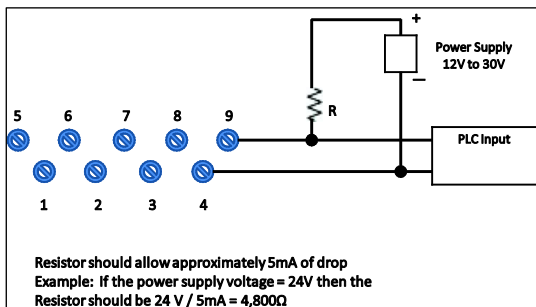 +
Power Supply
12V to 30V
—
5 6 7 8 9
R
PLC Input
1 2 3 4
Resistor should allow approximately 5mA of drop
Example: If the power supply voltage = 24V then the
Resistor should be 24 V / 5mA = 4,800Ω